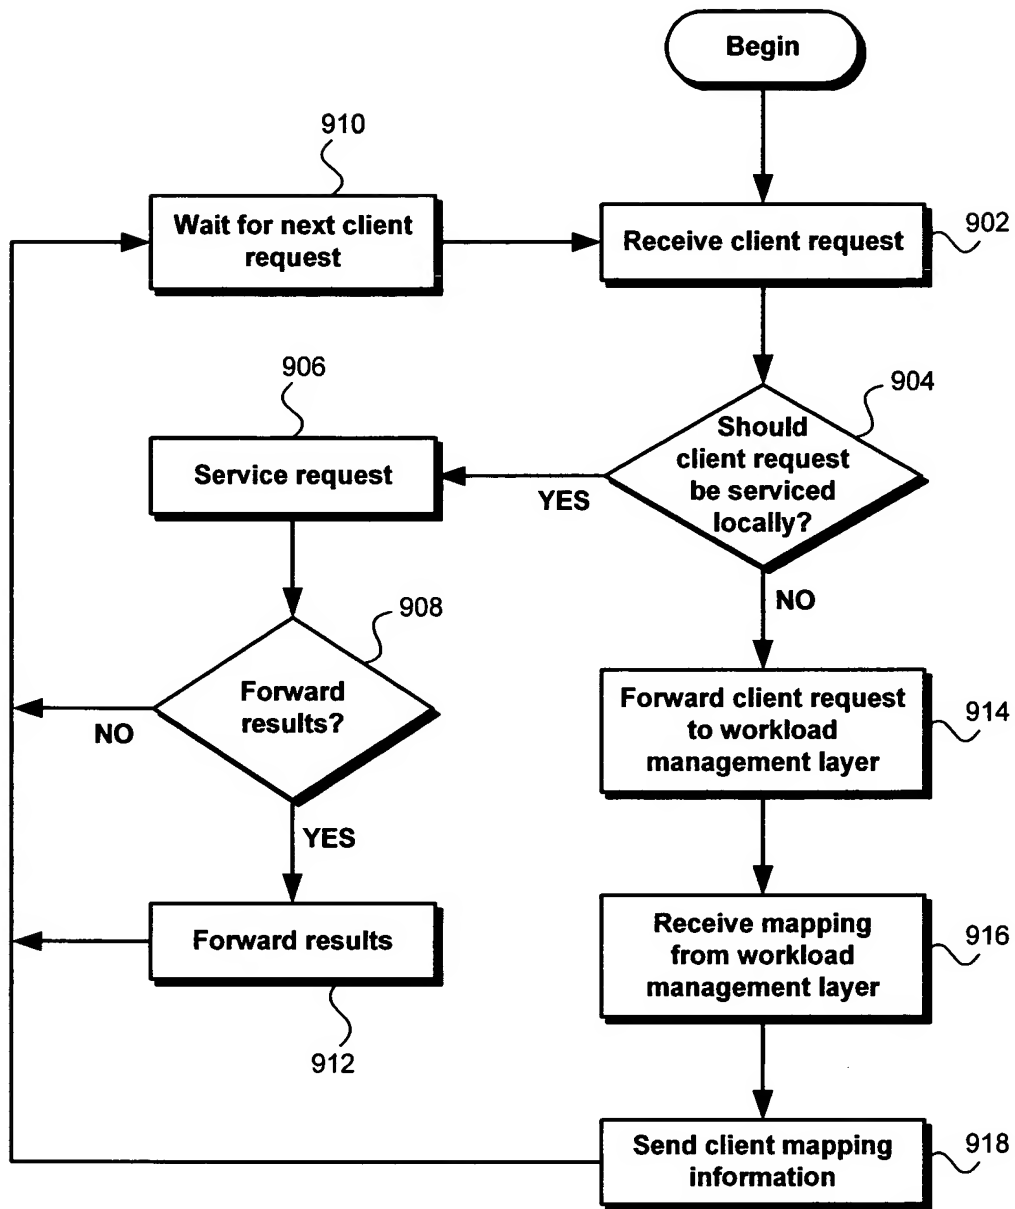 Begin
910
Wait for next client
request
Receive client request
902
906
904
Should
client request
be serviced
locally?
Service request
YES
NO
908
Forward
results?
NO
YES
Forward client request
to workload
management layer
914
Forward results
912
Receive mapping
from workload
management layer
916
Send client mapping
information
918